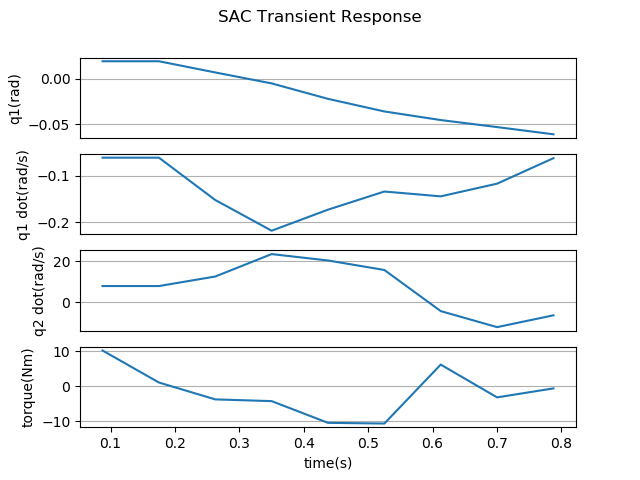 SAC Transient Response
q1(rad)
0.00
−0.05
q1 dot(rad/s)
−0.1
−0.2
q2 dot(rad/s)
20
0
torque(Nm)
10
0
−10
0.1 0.2 0.3 0.4 0.5 0.6 0.7 0.8
time(s)